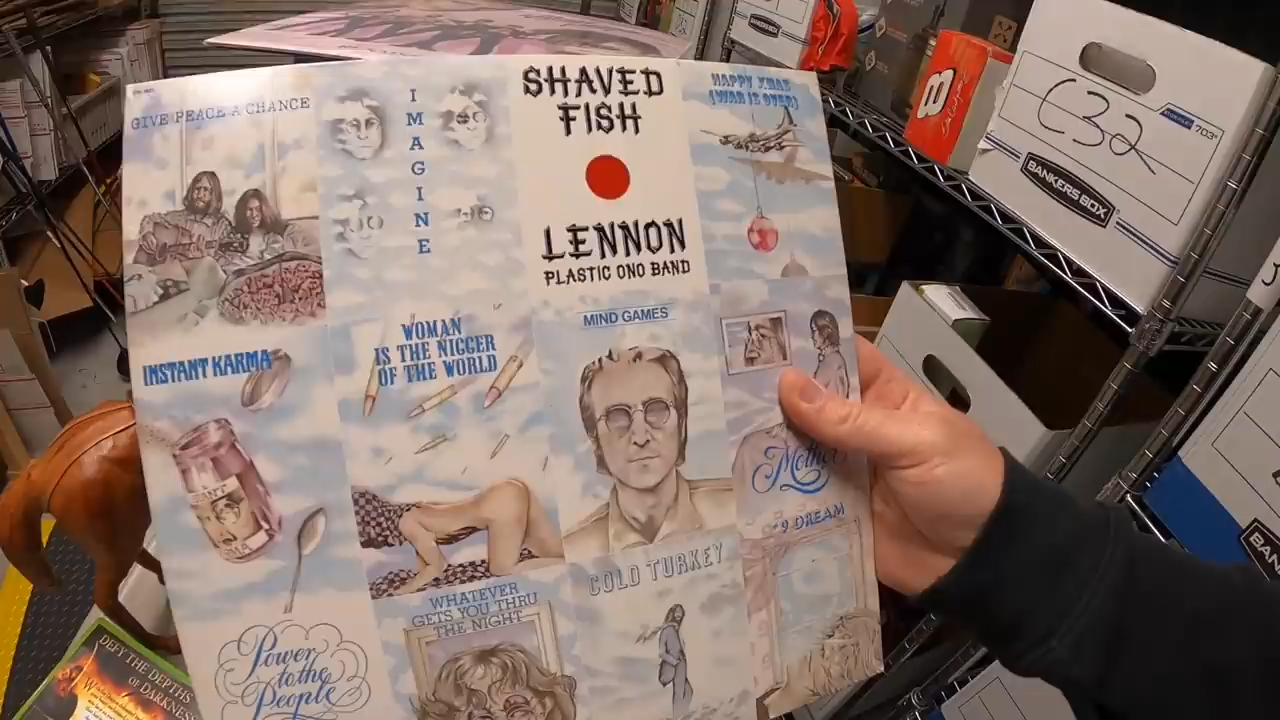 GIVE PEACE A CHANCE
IMAGINE
SHAVED
FISH
LENNON
PLASTIC ONO BAND
HAPPY XMAS
(WAR IS OVER)
INSTANT KARMA
WOMAN
IS THE NIGGER
OF THE WORLD
MIND GAMES
Mother
#9 DREAM
Power
to the
People
WHATEVER
GETS YOU THRU
THE NIGHT
COLD TURKEY
C32
703
BANKERS BOX
8
DEFY THE DEPTHS
OF DARKNESS